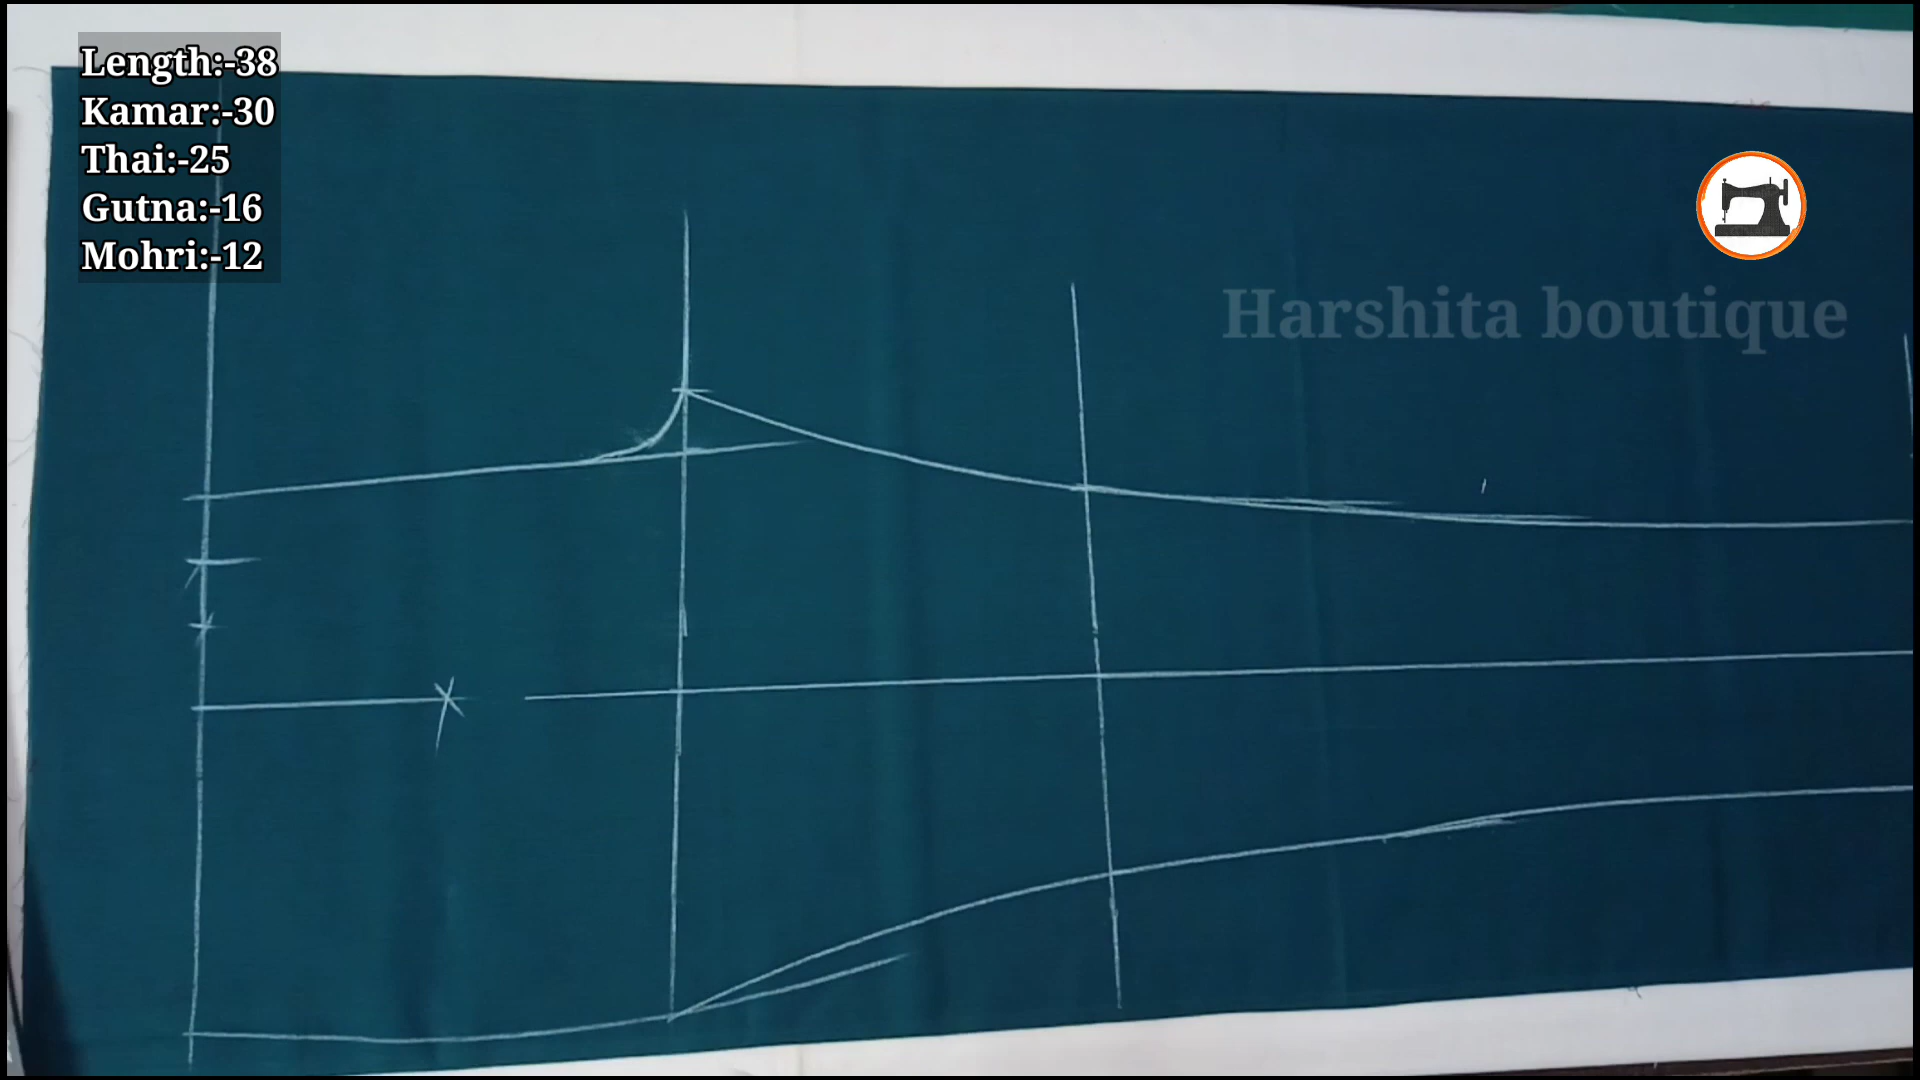 Length:-38
Kamar:-30
Thai:-25
Gutna:-16
Mohri:-12
Harshita boutique